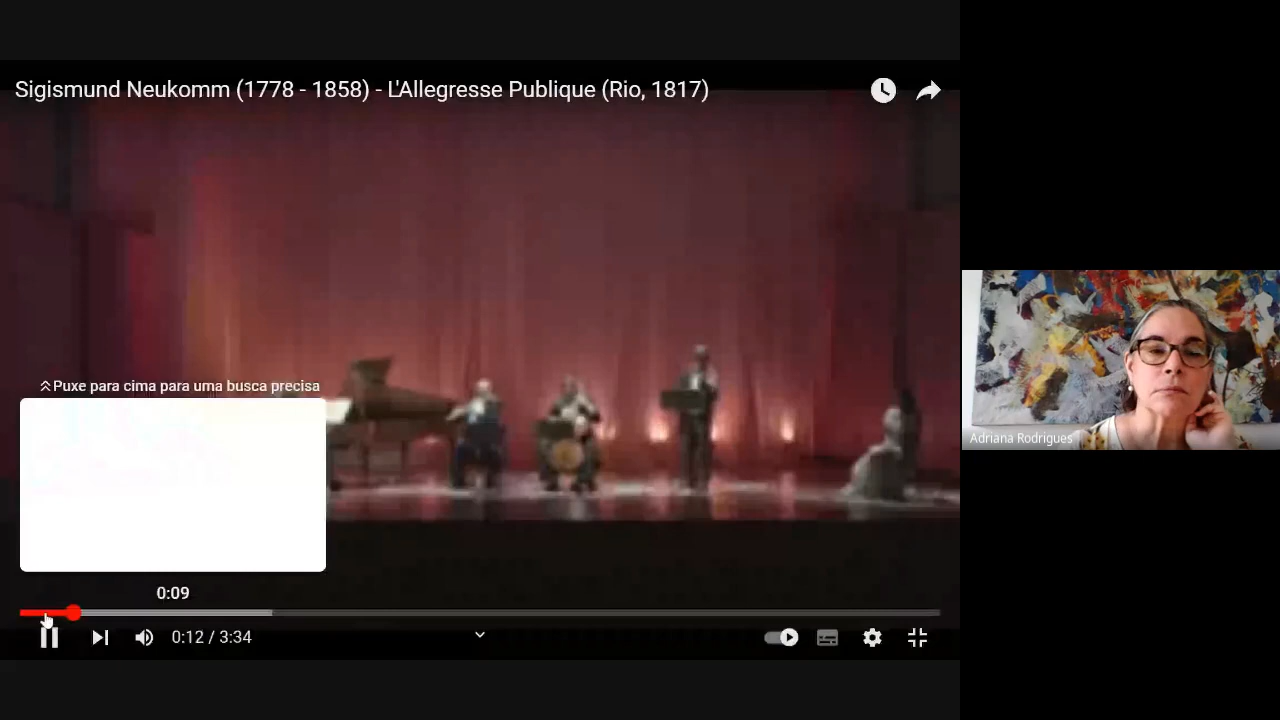 Sigismund Neukomm (1778 - 1858) - L'Allegresse Publique (Rio, 1817)
Puxe para cima para uma busca precisa
Adriana Rodrigues
0:09
0:12 / 3:34